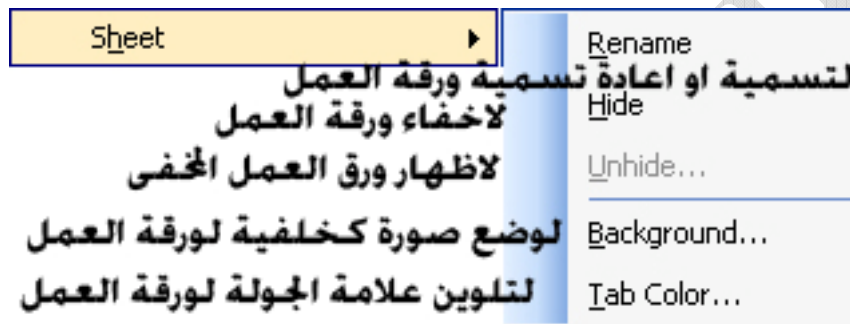 Sheet
Rename
لتسمية او اعادة تسمية ورقة العمل
Hide
لاخفاء ورقة العمل
Unhide...
لاظهار ورق العمل المخفى
Background...
لوضع صورة كخلفية لورقة العمل
Tab Color...
لتلوين علامة الجولة لورقة العمل